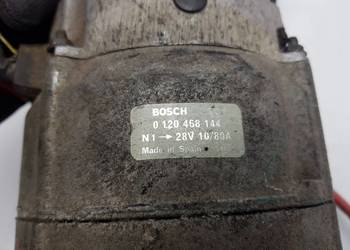 BOSCH
0 120 468 144
N1 → 28V 10/80A
Made in Spain